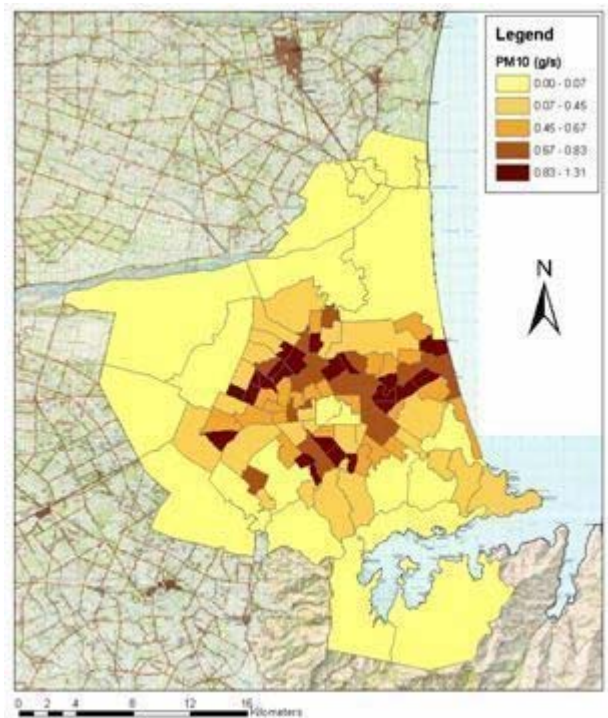 Legend
PM10 (g/s)
0.00 - 0.07
0.07 - 0.45
0.45 - 0.67
0.67 - 0.83
0.83 - 1.31
N
0 2 4 8 12 16
Kilometers